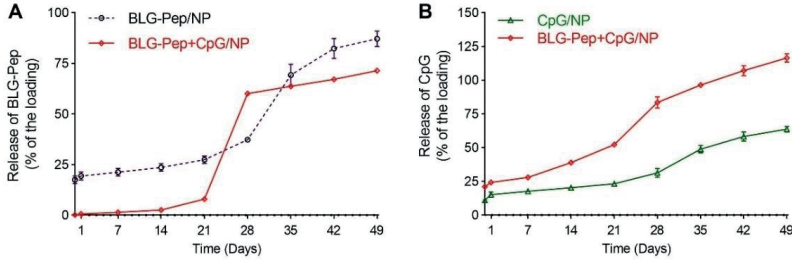 A
BLG-Pep/NP
BLG-Pep+CpG/NP
Release of BLG-Pep
(% of the loading)
100
75
50
25
0
1 7 14 21 28 35 42 49
Time (Days)
B
CpG/NP
BLG-Pep+CpG/NP
Release of CpG
(% of the loading)
150
125
100
75
50
25
0
1 7 14 21 28 35 42 49
Time (Days)